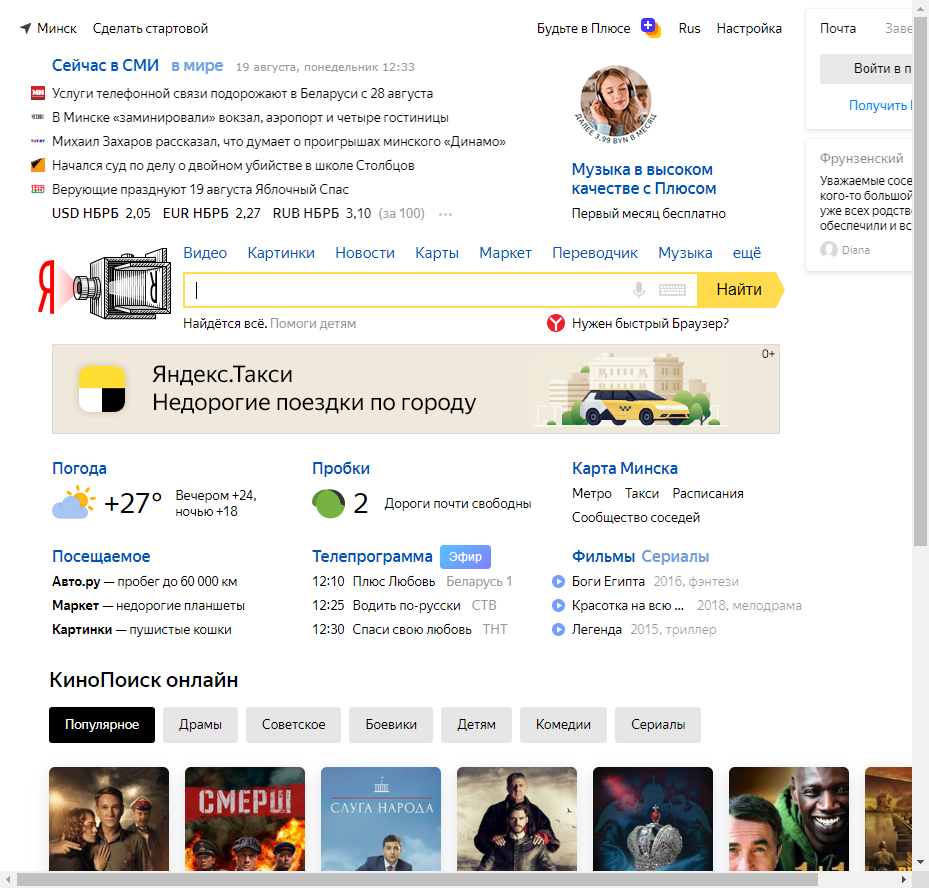 Минск Сделать стартовой Будьте в Плюсе Rus Настройка
Почта Заве
Войти в п
Получить
Сейчас в СМИ в мире 19 августа, понедельник 12:33
Услуги телефонной связи подорожают в Беларуси с 28 августа
В Минске «заминировали» вокзал, аэропорт и четыре гостиницы
Михаил Захаров рассказал, что думает о проигрышах минского «Динамо»
Начался суд по делу о двойном убийстве в школе Столбцов
Верующие празднуют 19 августа Яблочный Спас
USD НБРБ 2,05 EUR НБРБ 2,27 RUB НБРБ 3,10 (за 100) ...
ДАЛЕЕ 3,99 BYN В МЕСЯЦ
Музыка в высоком
качестве с Плюсом
Первый месяц бесплатно
Фрунзенский
Уважаемые сосе
кого-то большой
уже всех родств
обеспечили и вс
Diana
Видео Картинки Новости Карты Маркет Переводчик Музыка ещё
Я
Найти
Найдётся всё. Помоги детям
Нужен быстрый Браузер?
Яндекс.Такси
Недорогие поездки по городу
0+
Погода
+27° Вечером +24,
ночью +18
Пробки
2 Дороги почти свободны
Карта Минска
Метро Такси Расписания
Сообщество соседей
Посещаемое
Авто.ру — пробег до 60 000 км
Маркет — недорогие планшеты
Картинки — пушистые кошки
Телепрограмма Эфир
12:10 Плюс Любовь Беларусь 1
12:25 Водить по-русски СТВ
12:30 Спаси свою любовь ТНТ
Фильмы Сериалы
Боги Египта 2016, фэнтези
Красотка на всю ... 2018, мелодрама
Легенда 2015, триллер
КиноПоиск онлайн
Популярное Драмы Советское Боевики Детям Комедии Сериалы
СМЕРШ
СЛУГА НАРОДА
1+1